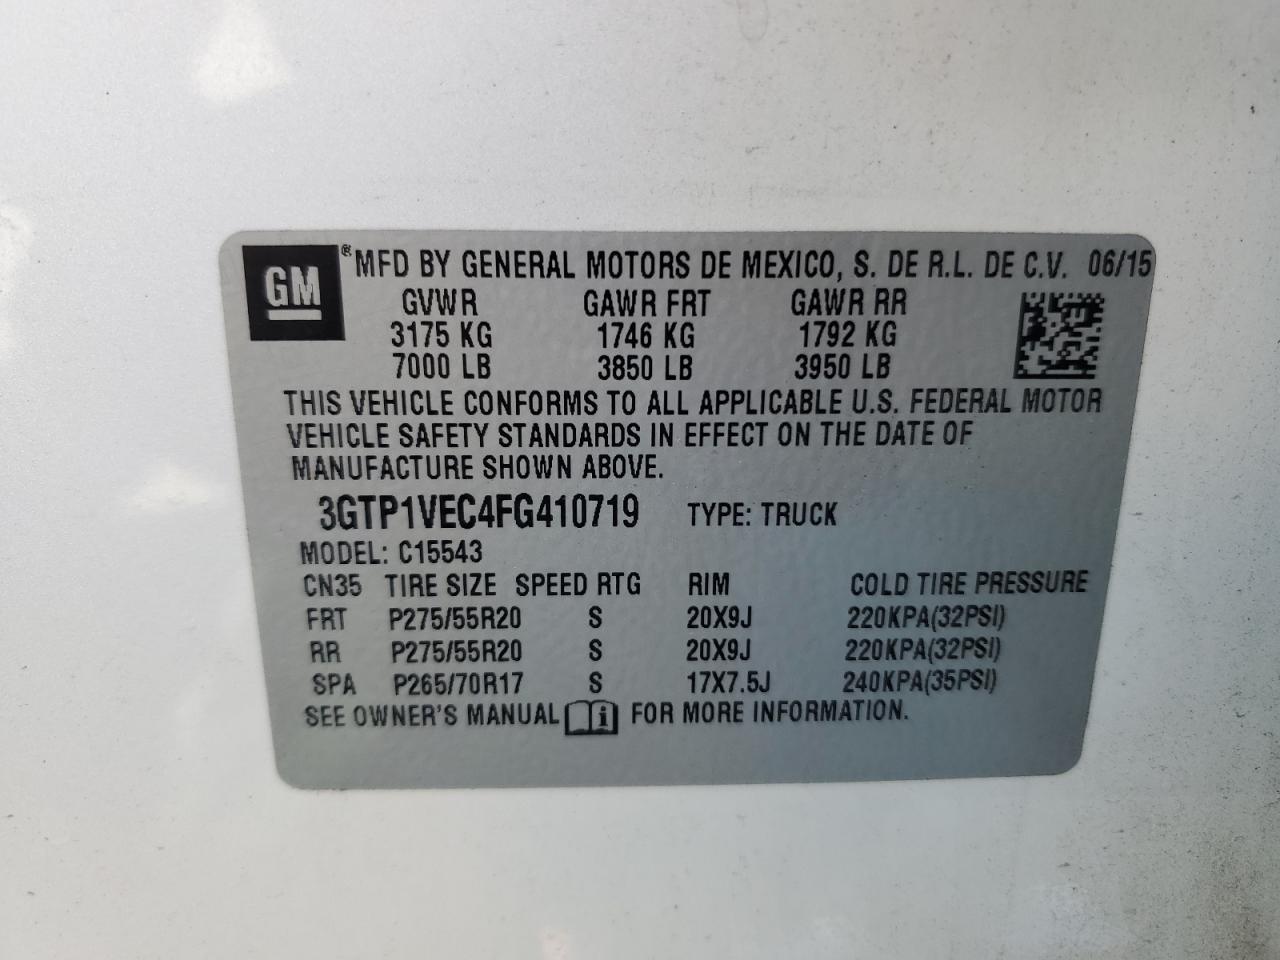 GM ® MFD BY GENERAL MOTORS DE MEXICO, S. DE R.L. DE C.V. 06/15
GVWR GAWR FRT GAWR RR
3175 KG 1746 KG 1792 KG
7000 LB 3850 LB 3950 LB
THIS VEHICLE CONFORMS TO ALL APPLICABLE U.S. FEDERAL MOTOR
VEHICLE SAFETY STANDARDS IN EFFECT ON THE DATE OF
MANUFACTURE SHOWN ABOVE.
3GTP1VEC4FG410719 TYPE: TRUCK
MODEL: C15543
CN35 TIRE SIZE SPEED RTG RIM COLD TIRE PRESSURE
FRT P275/55R20 S 20X9J 220KPA(32PSI)
RR P275/55R20 S 20X9J 220KPA(32PSI)
SPA P265/70R17 S 17X7.5J 240KPA(35PSI)
SEE OWNER'S MANUAL i FOR MORE INFORMATION.